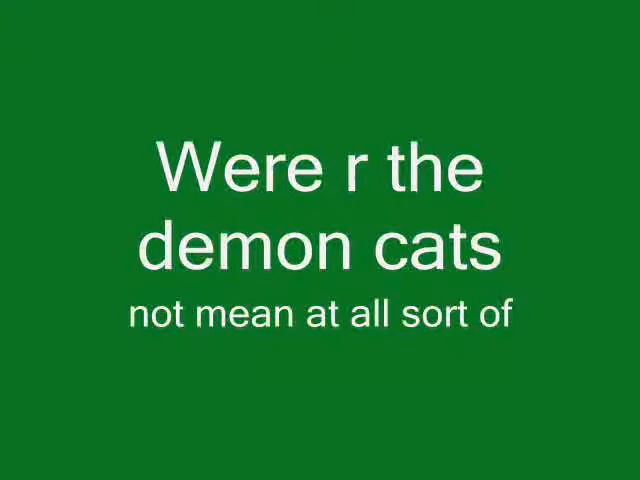 Were r the
demon cats
not mean at all sort of